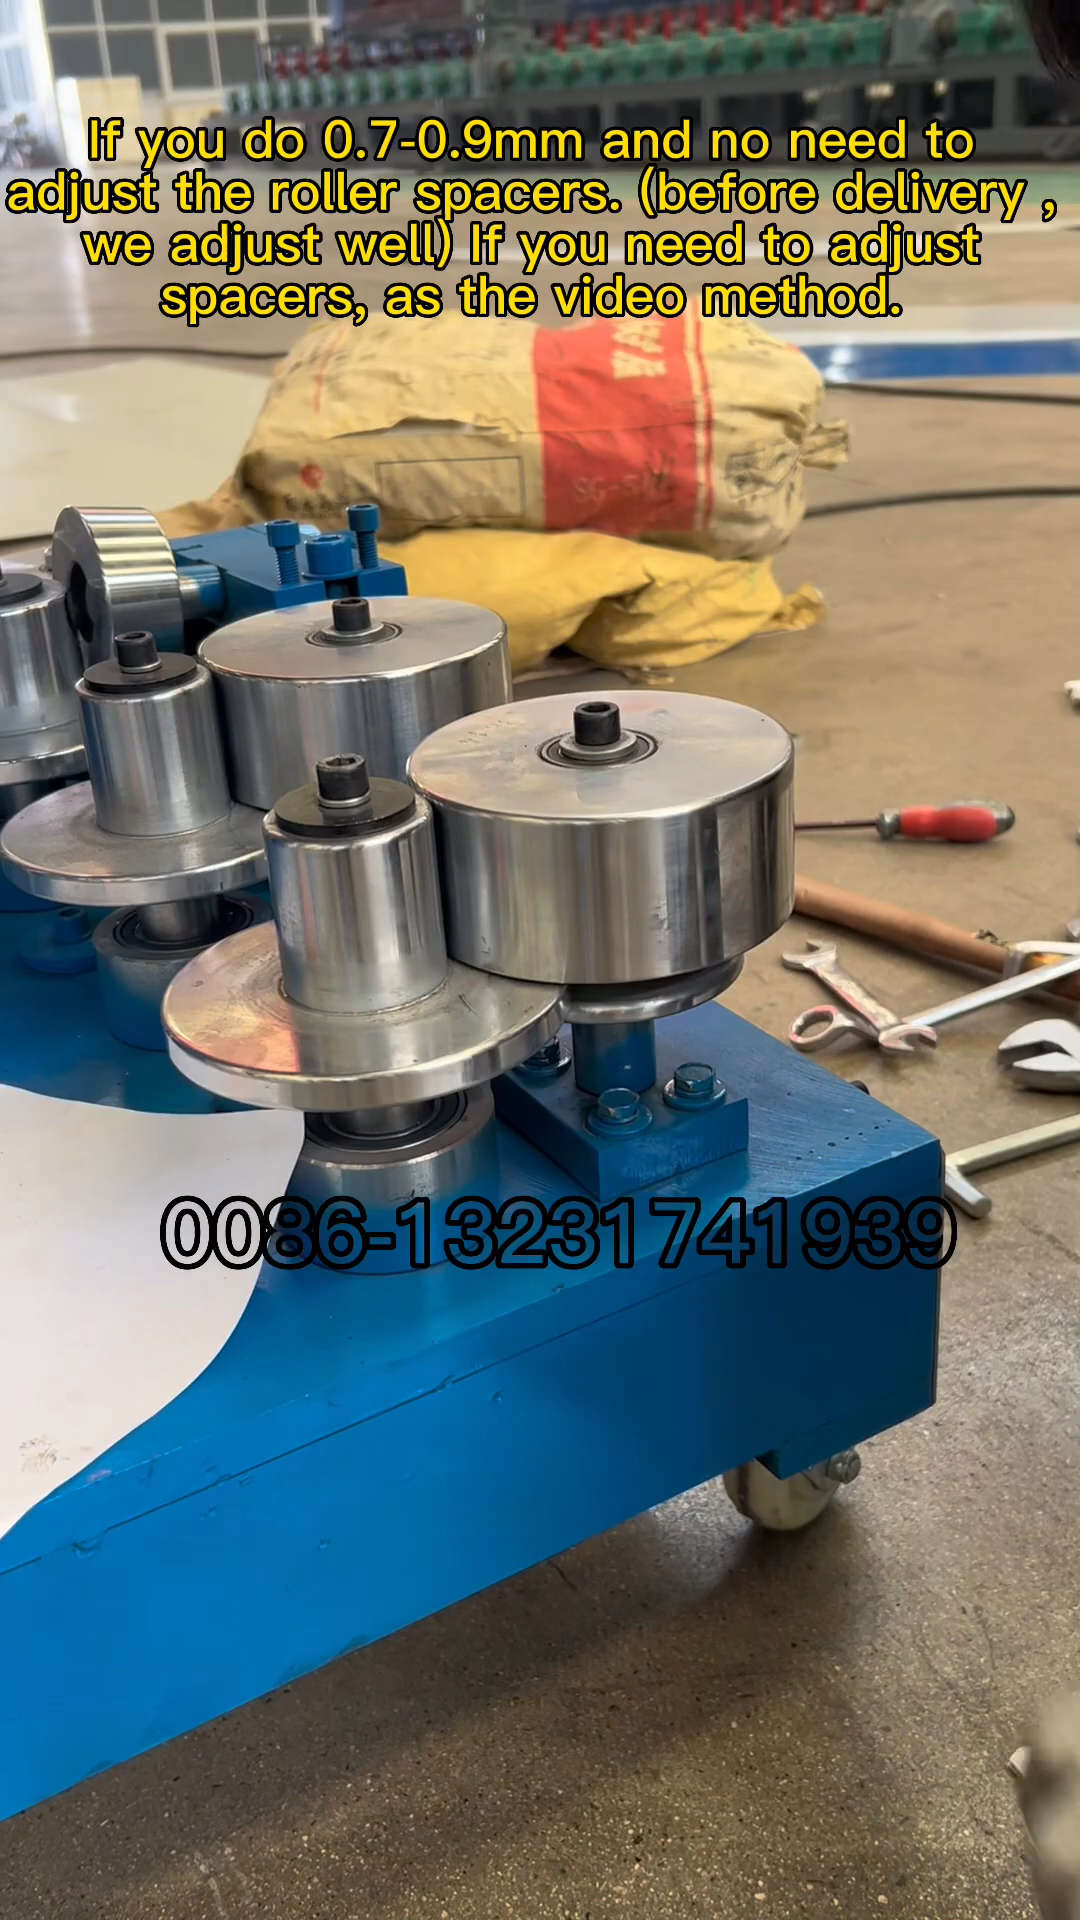 If you do 0.7-0.9mm and no need to
adjust the roller spacers. (before delivery ,
we adjust well) If you need to adjust
spacers, as the video method.
0086-13231741939